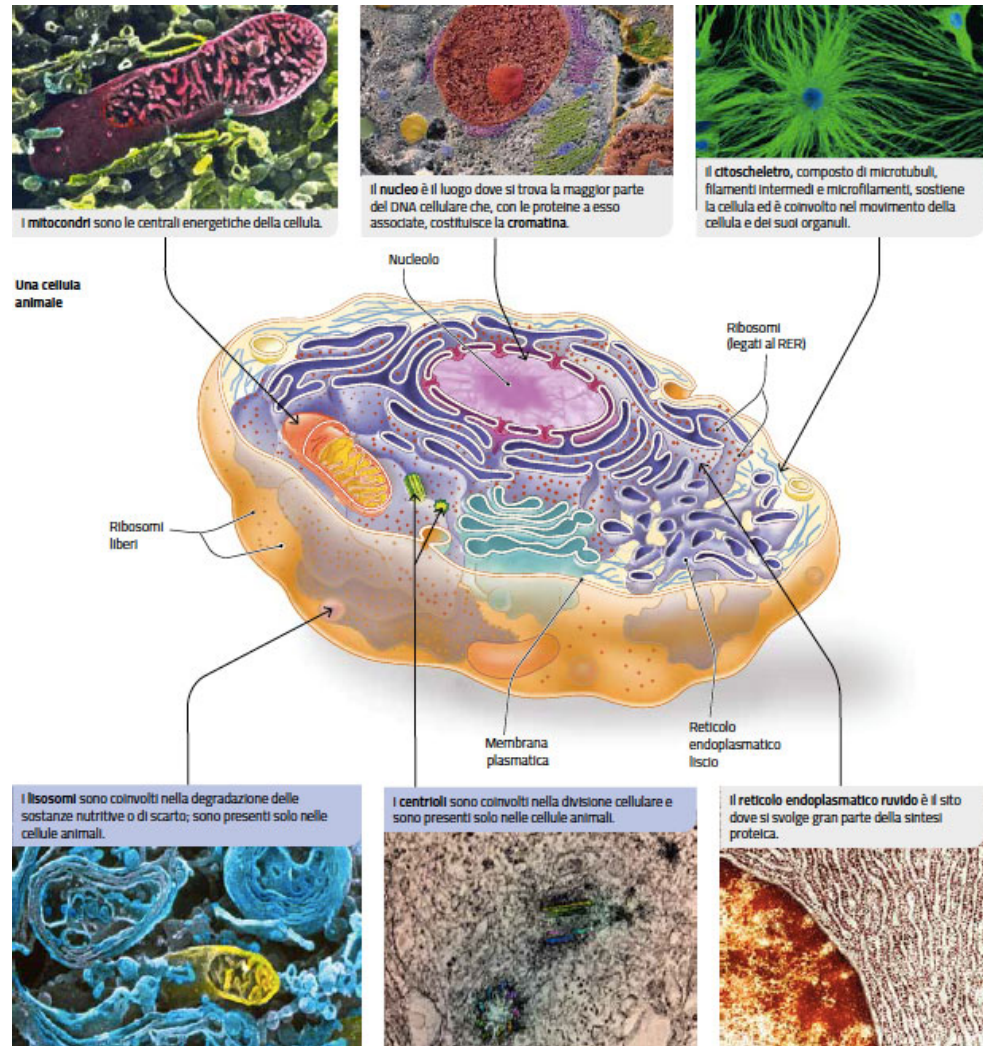 I mitocondri sono le centrali energetiche della cellula.
Il nucleo è il luogo dove si trova la maggior parte
del DNA cellulare che, con le proteine a esso
associate, costituisce la cromatina.
Il citoscheletro, composto di microtubuli,
filamenti intermedi e microfilamenti, sostiene
la cellula ed è coinvolto nel movimento della
cellula e dei suoi organuli.
Una cellula
animale
Nucleolo
Ribosomi
(legati al RER)
Ribosomi
liberi
Membrana
plasmatica
Reticolo
endoplasmatico
liscio
I lisosomi sono coinvolti nella degradazione delle
sostanze nutritive o di scarto; sono presenti solo nelle
cellule animali.
I centrioli sono coinvolti nella divisione cellulare e
sono presenti solo nelle cellule animali.
Il reticolo endoplasmatico ruvido è il sito
dove si svolge gran parte della sintesi
proteica.